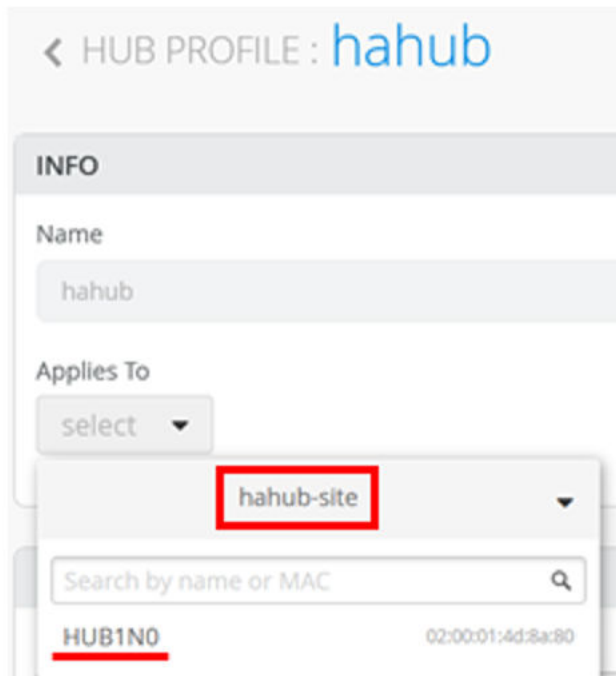 HUB PROFILE : hahub
INFO
Name
hahub
Applies To
select
hahub-site
Search by name or MAC
HUB1N0 02:00:01:4d:8a:80